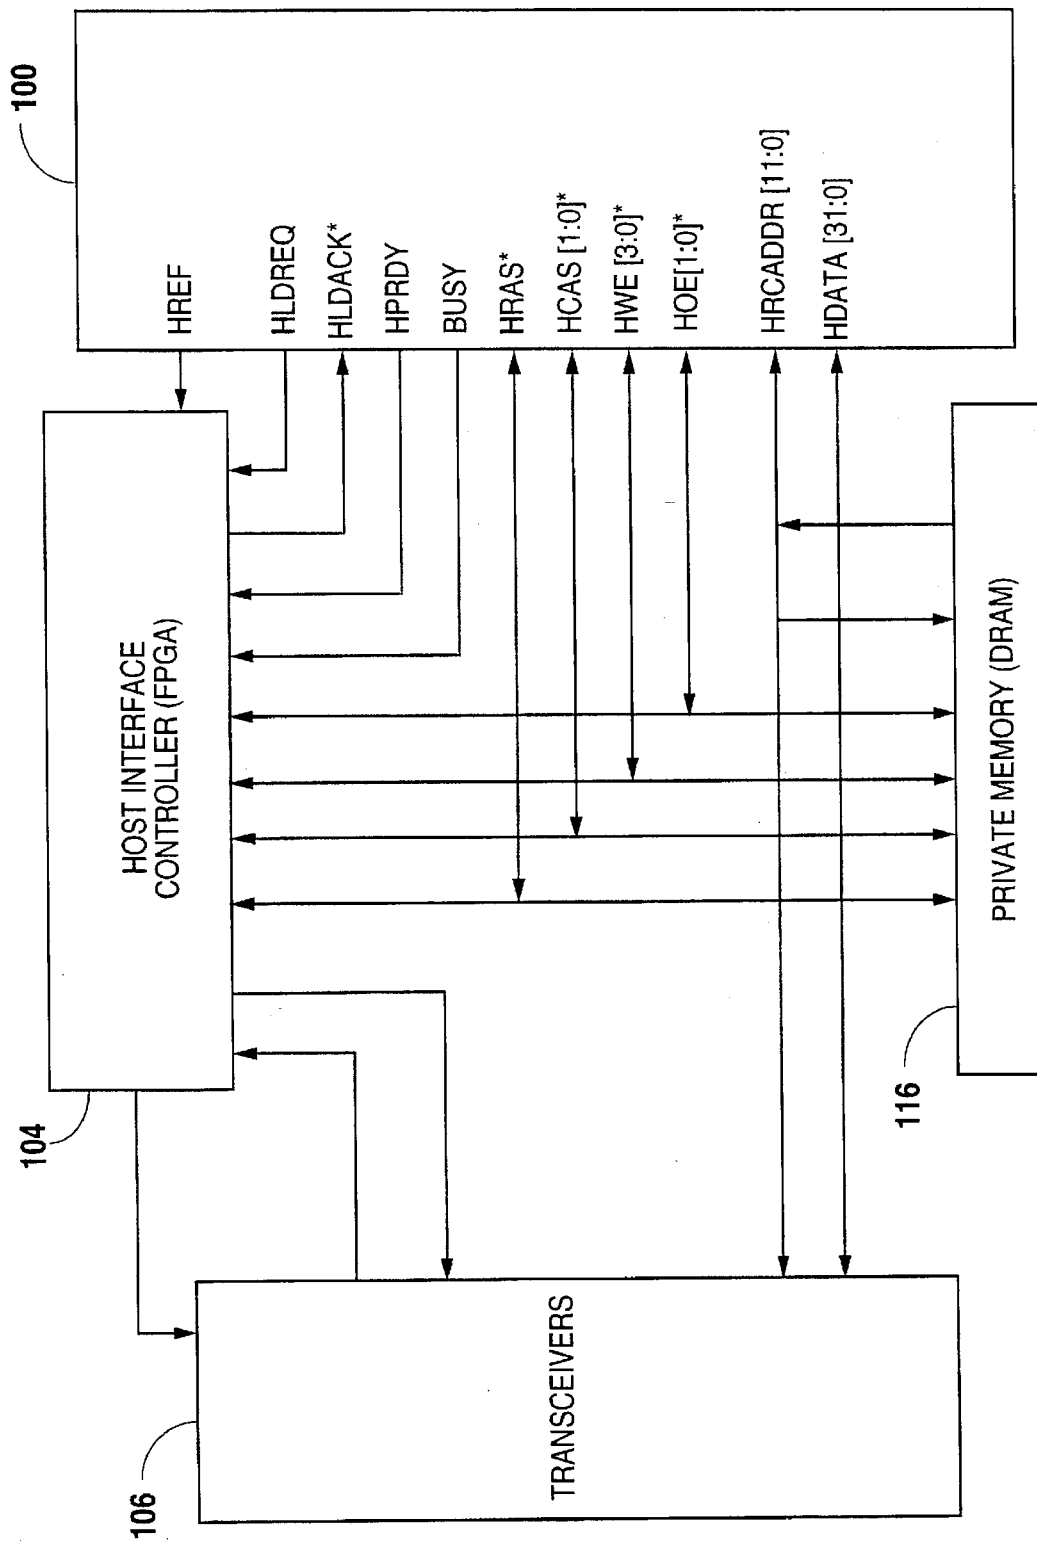 100
HREF
HLDREQ
HLDACK*
HPRDY
BUSY
HRAS*
HCAS [1:0]*
HWE [3:0]*
HOE[1:0]*
HRCADDR [11:0]
HDATA [31:0]
HOST INTERFACE
CONTROLLER (FPGA)
104
PRIVATE MEMORY (DRAM)
116
TRANSCEIVERS
106